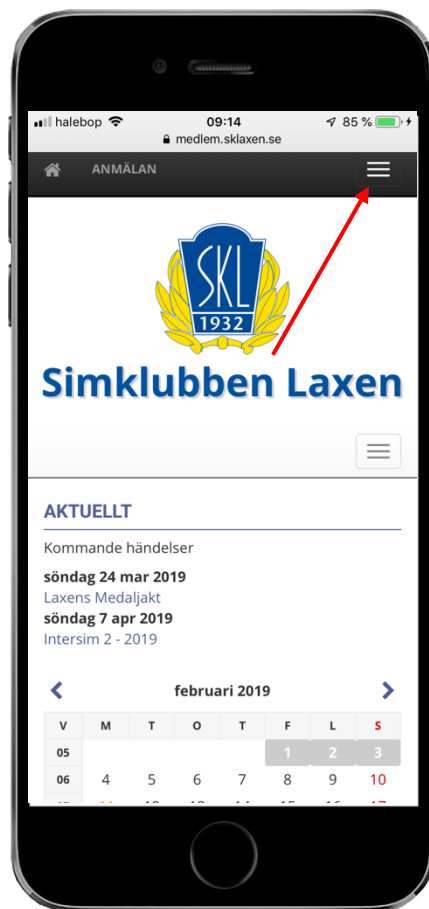 halebop 09:14 85 %
medlem.sklaxen.se
ANMÄLAN
SKL
1932
Simklubben Laxen
AKTUELLT
Kommande händelser
söndag 24 mar 2019
Laxens Medaljakt
söndag 7 apr 2019
Intersim 2 - 2019
februari 2019
V M T O T F L S
05 1 2 3
06 4 5 6 7 8 9 10